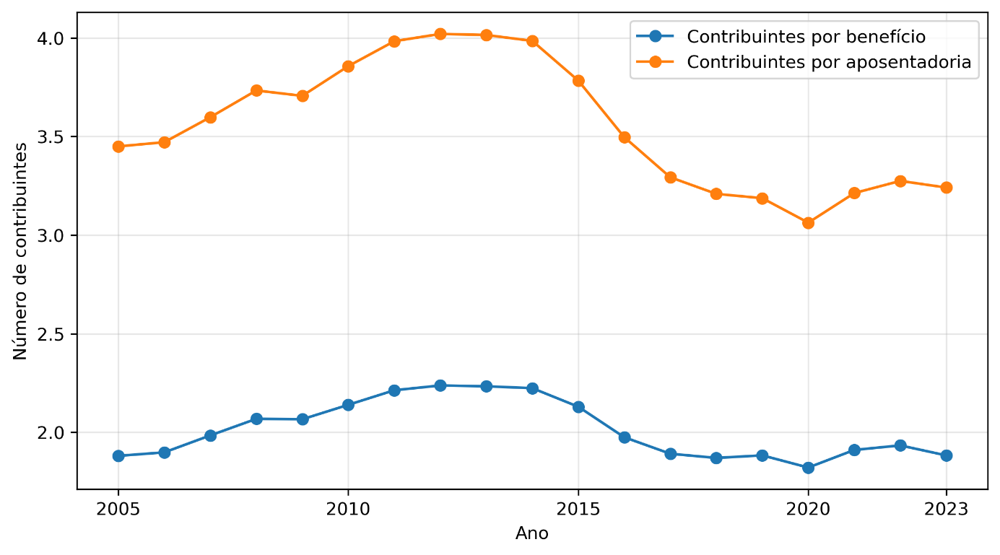 Contribuintes por benefício
Contribuintes por aposentadoria
Número de contribuintes
4.0
3.5
3.0
2.5
2.0
2005
2010
2015
2020
2023
Ano